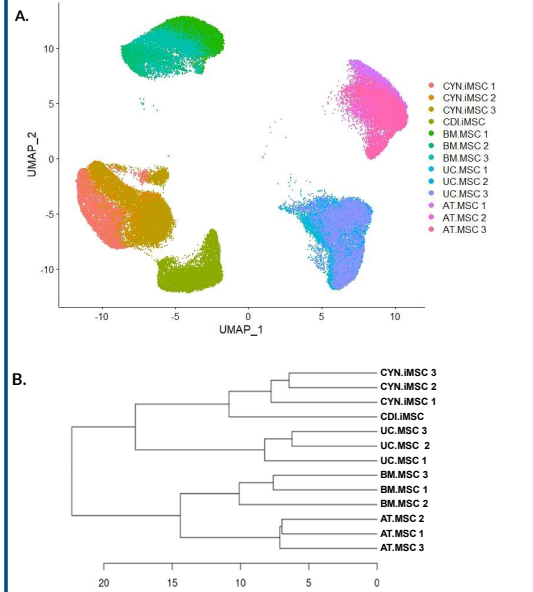 A.
10
5
0
-5
-10
UMAP_2
-10
-5
0
5
10
UMAP_1
CYN.iMSC 1
CYN.iMSC 2
CYN.iMSC 3
CDI.iMSC
BM.MSC 1
BM.MSC 2
BM.MSC 3
UC.MSC 1
UC.MSC 2
UC.MSC 3
AT.MSC 1
AT.MSC 2
AT.MSC 3
B.
CYN.iMSC 3
CYN.iMSC 2
CYN.iMSC 1
CDI.iMSC
UC.MSC 3
UC.MSC 2
UC.MSC 1
BM.MSC 3
BM.MSC 1
BM.MSC 2
AT.MSC 2
AT.MSC 1
AT.MSC 3
20 15 10 5 0